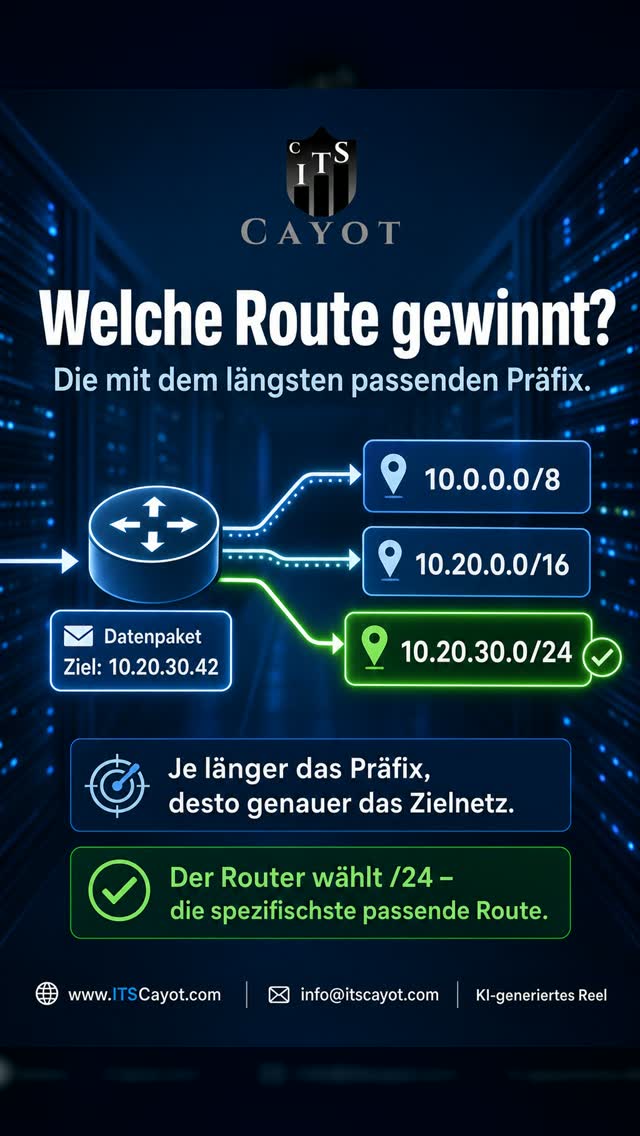 C ITS
CAYOT
Welche Route gewinnt?
Die mit dem längsten passenden Präfix.
10.0.0.0/8
10.20.0.0/16
10.20.30.0/24
Datenpaket
Ziel: 10.20.30.42
Je länger das Präfix,
desto genauer das Zielnetz.
Der Router wählt /24 –
die spezifischste passende Route.
www.ITSCayot.com | info@itscayot.com | KI-generiertes Reel